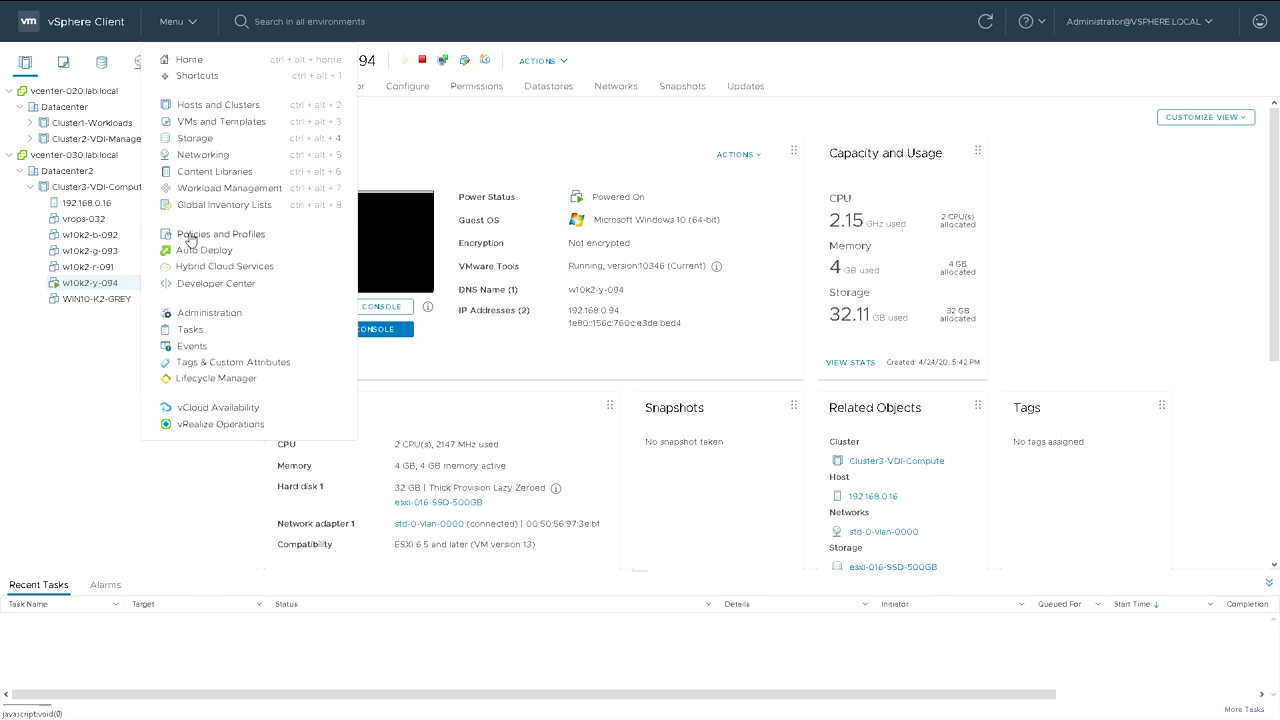 vm vSphere Client Menu Search in all environments Administrator@VSPHERE.LOCAL
Home ctrl + alt + home
Shortcuts ctrl + alt + 1
Hosts and Clusters ctrl + alt + 2
VMs and Templates ctrl + alt + 3
Storage ctrl + alt + 4
Networking ctrl + alt + 5
Content Libraries ctrl + alt + 6
Workload Management ctrl + alt + 7
Global Inventory Lists ctrl + alt + 8
Policies and Profiles
Auto Deploy
Hybrid Cloud Services
Developer Center
Administration
Tasks
Events
Tags & Custom Attributes
Lifecycle Manager
vCloud Availability
vRealize Operations
vcenter-020.lab.local
Datacenter
Cluster1-Workloads
Cluster2-VDI-Manage
vcenter-030.lab.local
Datacenter2
Cluster3-VDI-Comput
192.168.0.16
vrops-032
w10k2-b-092
w10k2-g-093
w10k2-r-091
w10k2-y-094
WIN10-K2-GREY
94 ACTIONS
or Configure Permissions Datastores Networks Snapshots Updates
CUSTOMIZE VIEW
ACTIONS
CONSOLE
CONSOLE
Power Status Powered On
Guest OS Microsoft Windows 10 (64-bit)
Encryption Not encrypted
VMware Tools Running, version:10346 (Current)
DNS Name (1) w10k2-y-094
IP Addresses (2) 192.168.0.94
fe80::156c:760c:e3de:bed4
Capacity and Usage
CPU
2.15 GHz used 2 CPU(s) allocated
Memory
4 GB used 4 GB allocated
Storage
32.11 GB used 32 GB allocated
VIEW STATS Created: 4/24/20, 5:42 PM
CPU 2 CPU(s), 2147 MHz used
Memory 4 GB, 4 GB memory active
Hard disk 1 32 GB | Thick Provision Lazy Zeroed
esxi-016-SSD-500GB
Network adapter 1 std-0-vlan-0000 (connected) | 00:50:56:97:3e:bf
Compatibility ESXi 6.5 and later (VM version 13)
Snapshots
No snapshot taken
Related Objects
Cluster
Cluster3-VDI-Compute
Host
192.168.0.16
Networks
std-0-vlan-0000
Storage
esxi-016-SSD-500GB
Tags
No tags assigned
Recent Tasks Alarms
Task Name Target Status Details Initiator Queued For Start Time Completion
javascript:void(0) More Tasks